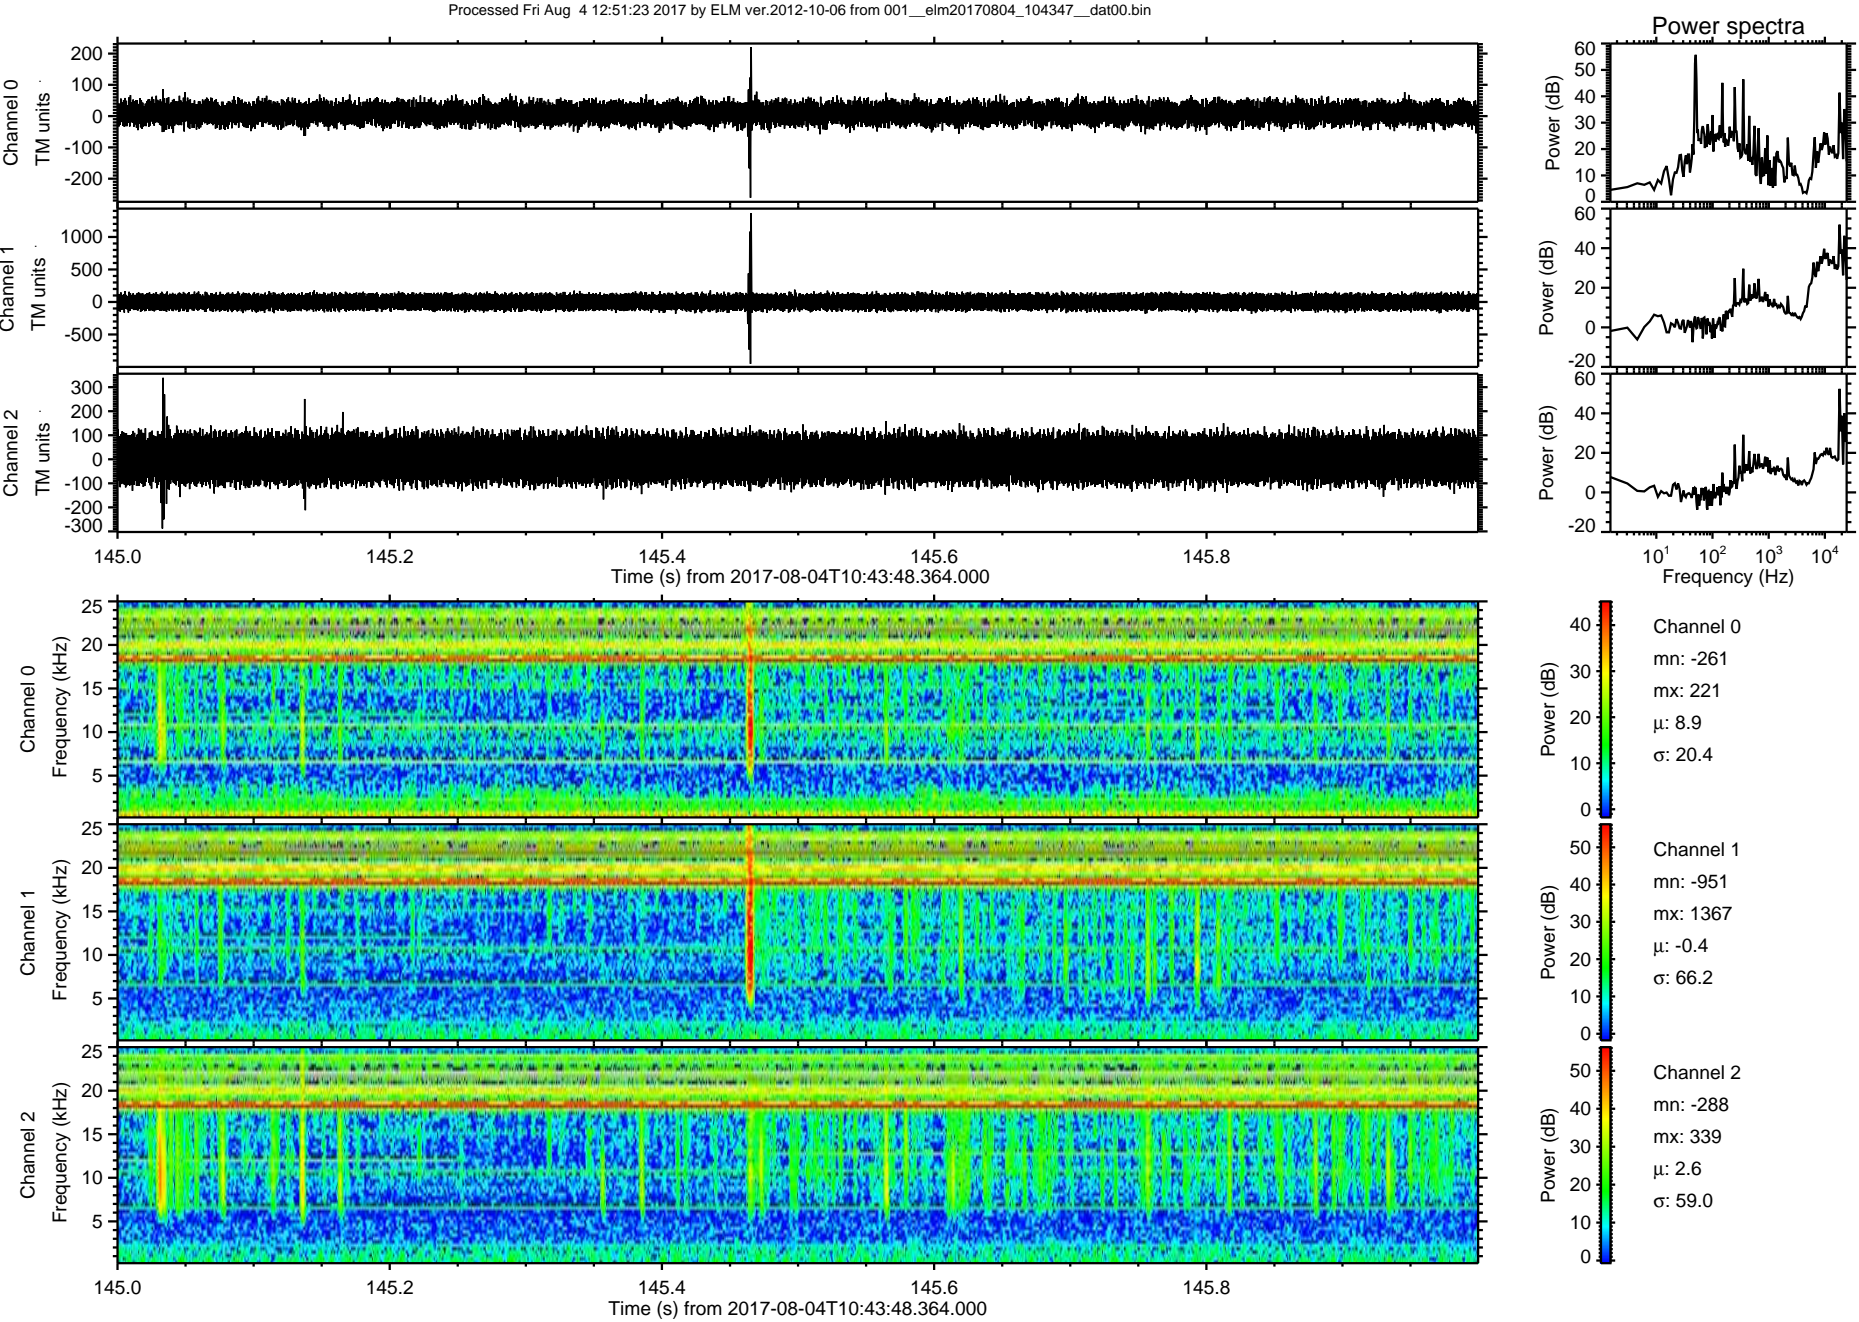 Processed Fri Aug  4 12:51:23 2017 by ELM ver.2012-10-06 from 001__elm20170804_104347__dat00.bin
Power spectra
Channel 0
TM units
200
100
0
-100
-200
Power (dB)
60
50
40
30
20
10
0
Channel 1
TM units
1000
500
0
-500
Power (dB)
60
40
20
0
-20
Channel 2
TM units
300
200
100
0
-100
-200
-300
Power (dB)
60
40
20
0
-20
145.0 145.2 145.4 145.6 145.8
Time (s) from 2017-08-04T10:43:48.364.000
10¹ 10² 10³ 10⁴
Frequency (Hz)
Channel 0
Frequency (kHz)
25
20
15
10
5
Power (dB)
40
30
20
10
0
Channel 0
mn: -261
mx: 221
μ: 8.9
σ: 20.4
Channel 1
Frequency (kHz)
25
20
15
10
5
Power (dB)
50
40
30
20
10
0
Channel 1
mn: -951
mx: 1367
μ: -0.4
σ: 66.2
Channel 2
Frequency (kHz)
25
20
15
10
5
Power (dB)
50
40
30
20
10
0
Channel 2
mn: -288
mx: 339
μ: 2.6
σ: 59.0
145.0 145.2 145.4 145.6 145.8
Time (s) from 2017-08-04T10:43:48.364.000